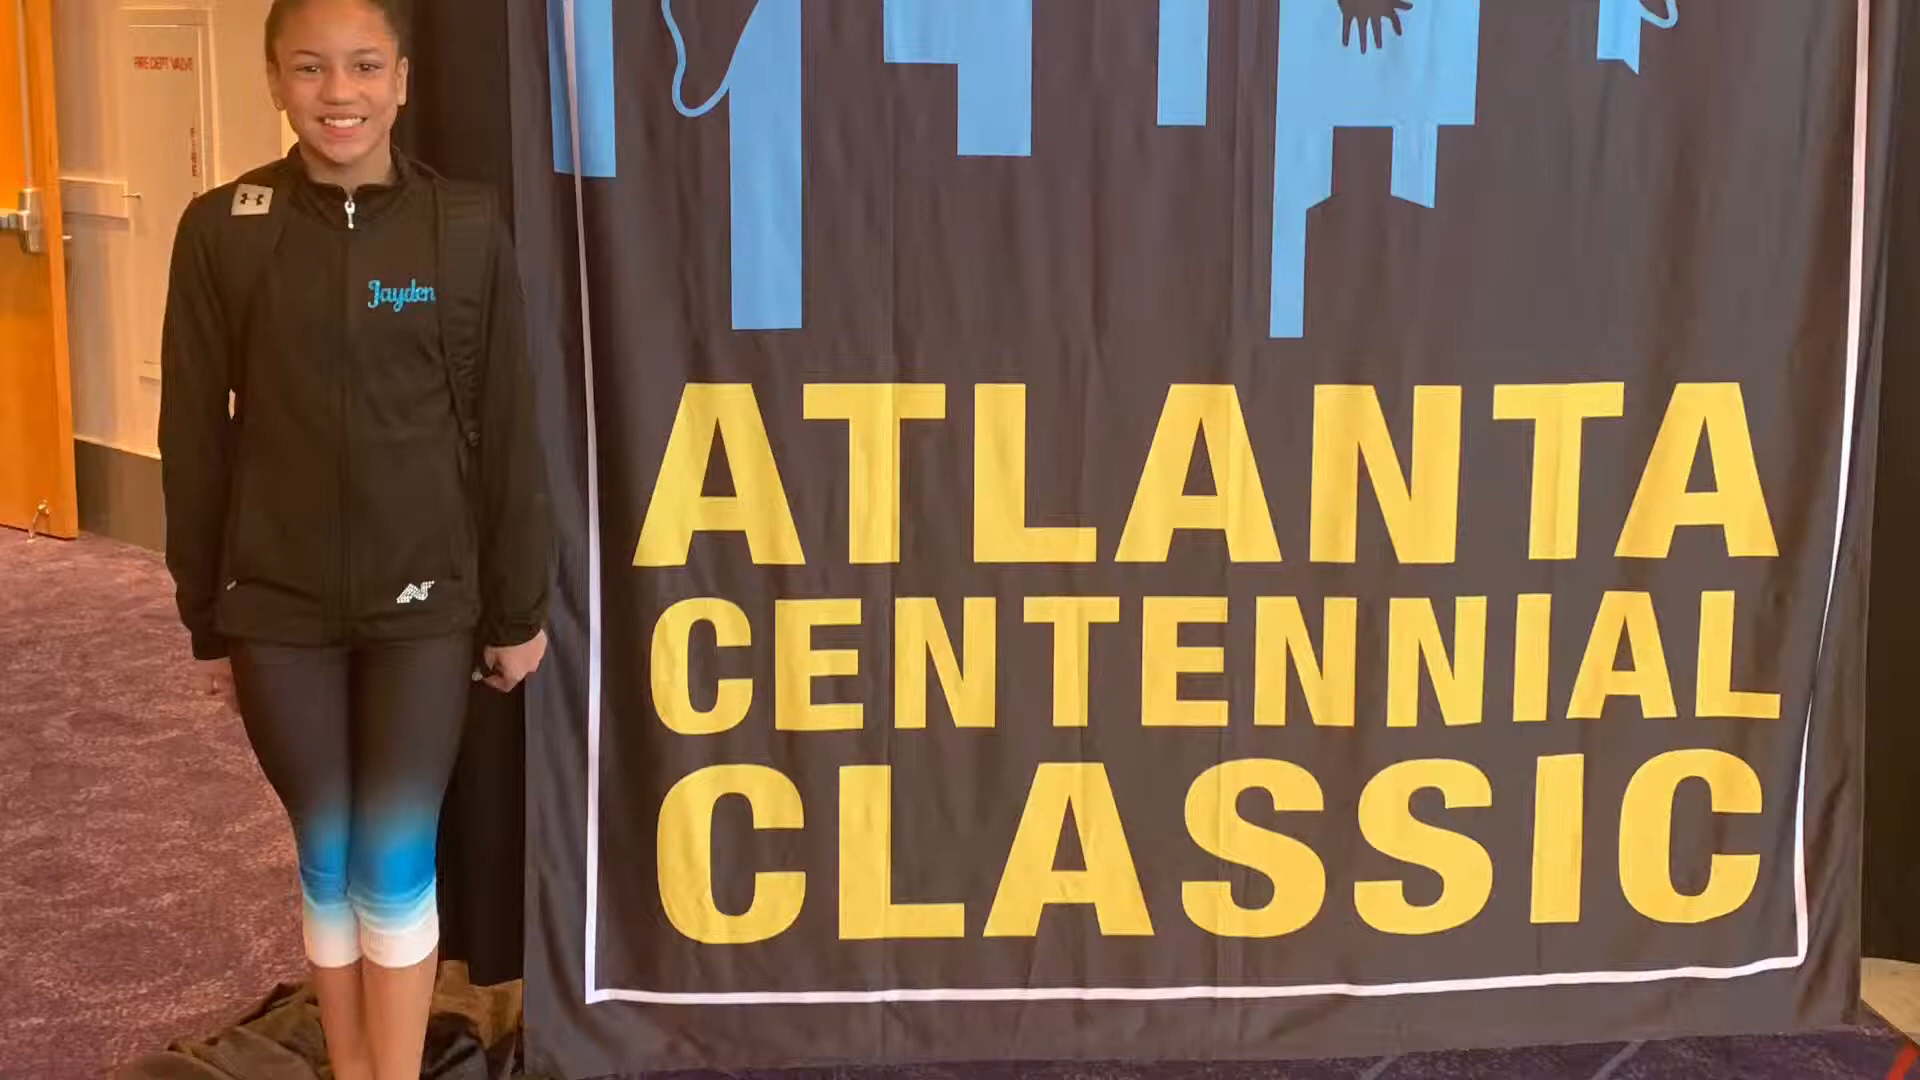 FIRE DEPT VALVE
Jayden
ATLANTA
CENTENNIAL
CLASSIC